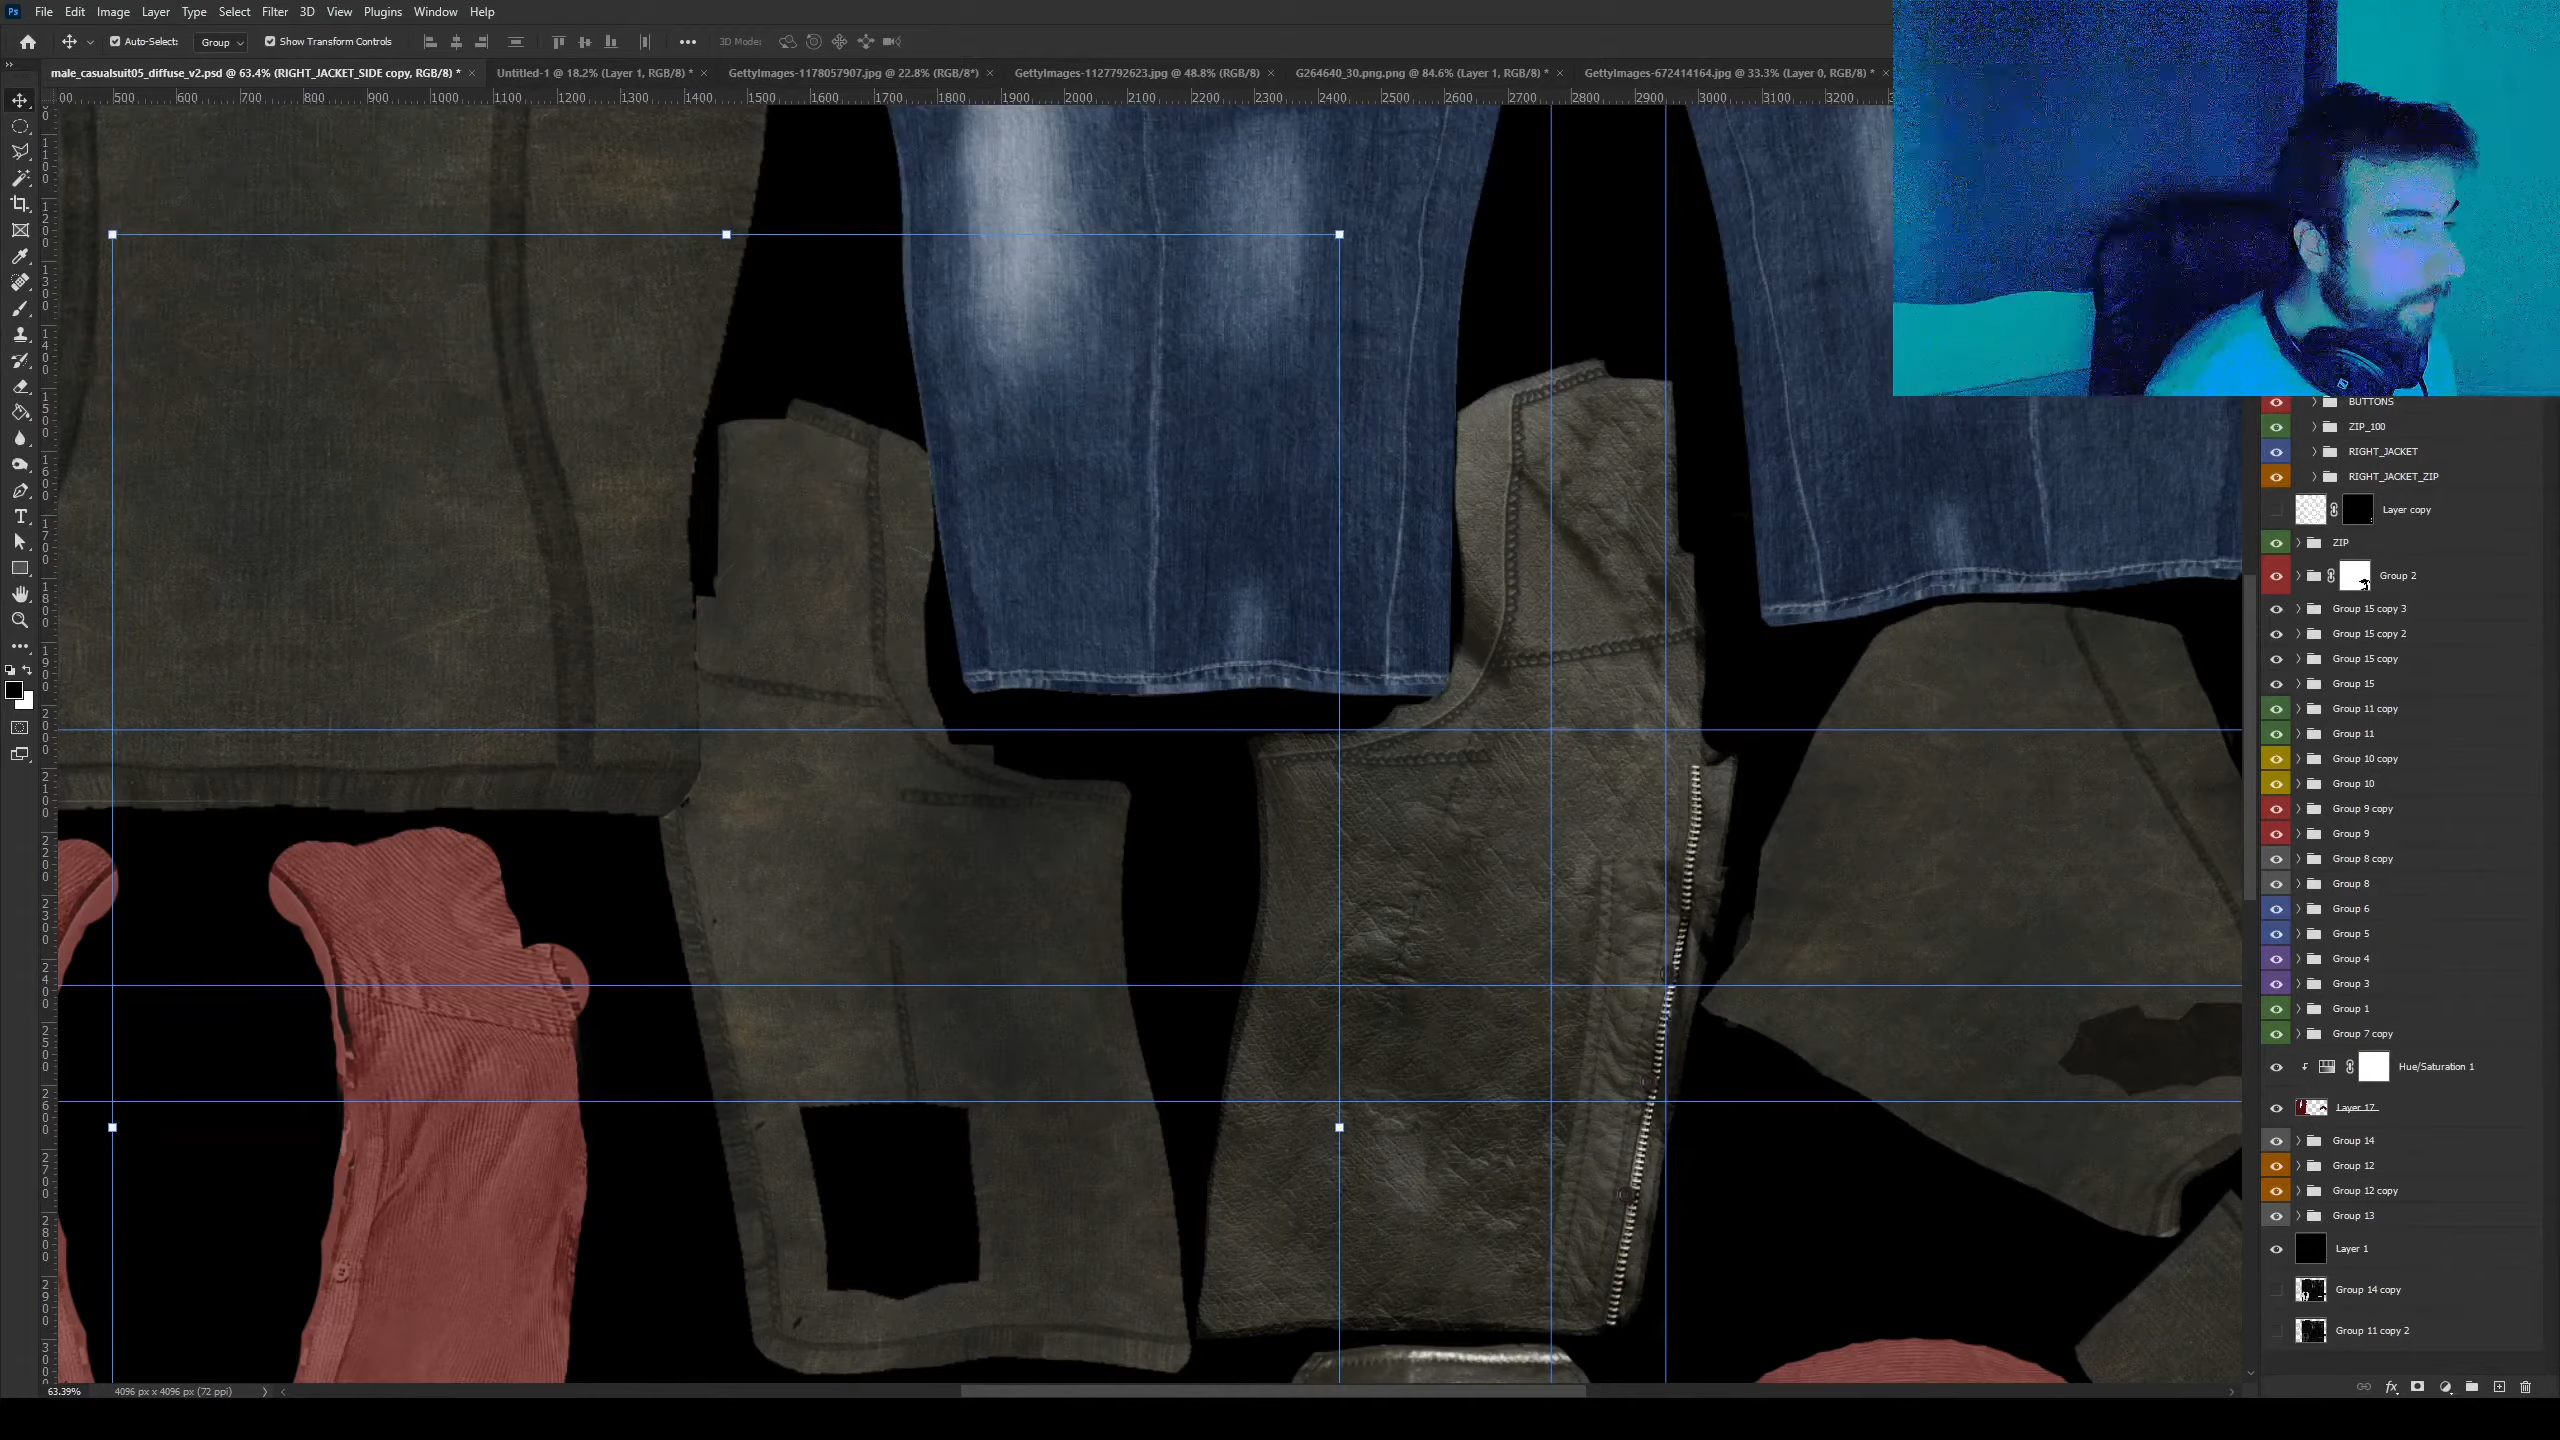 Ps File Edit Image Layer Type Select Filter 3D View Plugins Window Help
Auto-Select: Group Show Transform Controls 3D Mode:
male_casualsuit05_diffuse_v2.psd @ 63.4% (RIGHT_JACKET_SIDE copy, RGB/8) * × Untitled-1 @ 18.2% (Layer 1, RGB/8) * × GettyImages-1178057907.jpg @ 22.8% (RGB/8*) × GettyImages-1127792623.jpg @ 48.8% (RGB/8) × G264640_30.png.png @ 84.6% (Layer 1, RGB/8) * × GettyImages-672414164.jpg @ 33.3% (Layer 0, RGB/8) * ×
00 500 600 700 800 900 1000 1100 1200 1300 1400 1500 1600 1700 1800 1900 2000 2100 2200 2300 2400 2500 2600 2700 2800 2900 3000 3100 3200
BUTTONS
ZIP_100
RIGHT_JACKET
RIGHT_JACKET_ZIP
Layer copy
ZIP
Group 2
Group 15 copy 3
Group 15 copy 2
Group 15 copy
Group 15
Group 11 copy
Group 11
Group 10 copy
Group 10
Group 9 copy
Group 9
Group 8 copy
Group 8
Group 6
Group 5
Group 4
Group 3
Group 1
Group 7 copy
Hue/Saturation 1
Layer 17
Group 14
Group 12
Group 12 copy
Group 13
Layer 1
Group 14 copy
Group 11 copy 2
63.39% 4096 px x 4096 px (72 ppi)